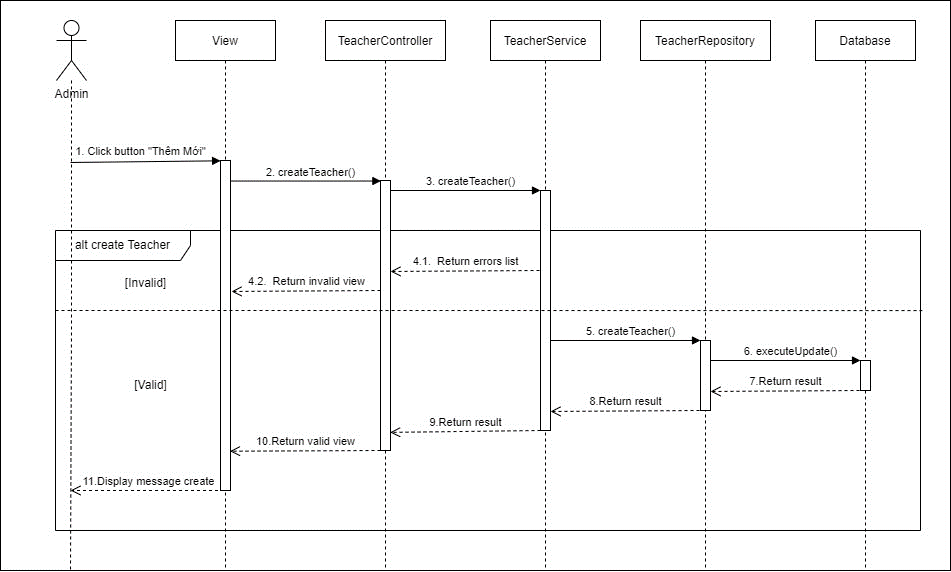 View
TeacherController
TeacherService
TeacherRepository
Database
Admin
1. Click button "Thêm Mới"
2. createTeacher()
3. createTeacher()
alt create Teacher
4.1. Return errors list
[Invalid]
4.2. Return invalid view
5. createTeacher()
6. executeUpdate()
[Valid]
7.Return result
8.Return result
9.Return result
10.Return valid view
11.Display message create